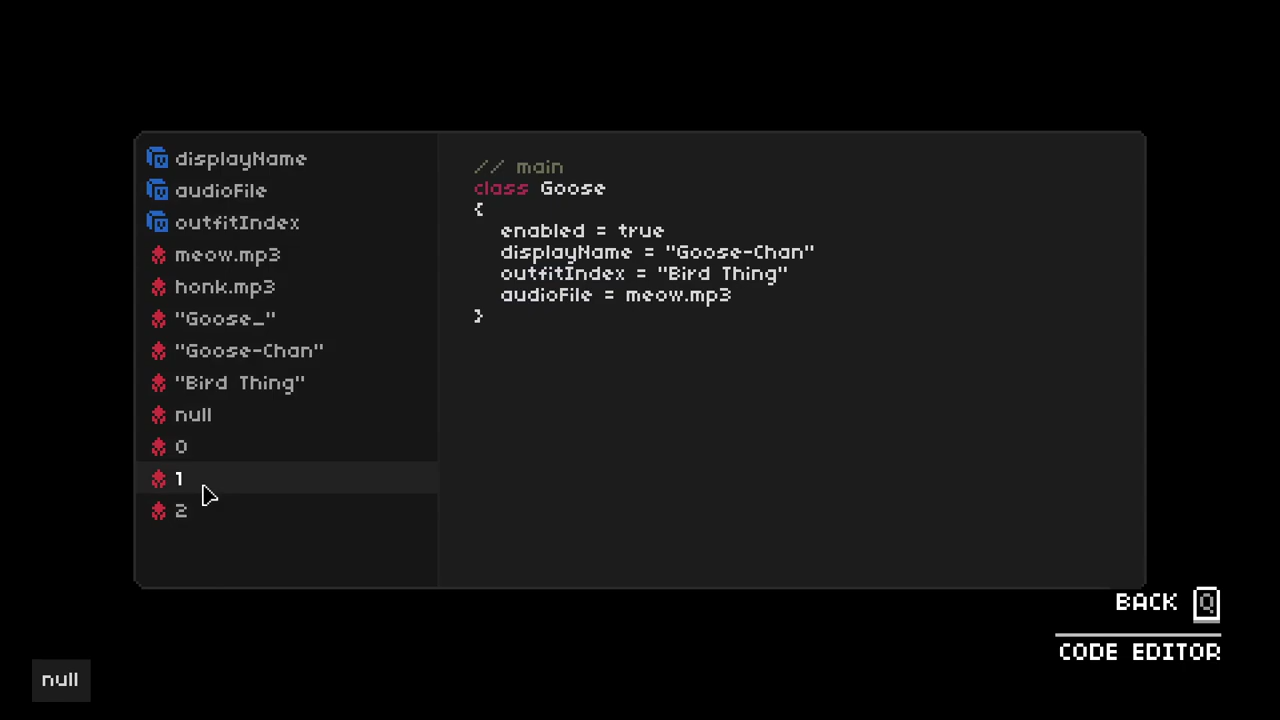 displayName
audioFile
outfitIndex
meow.mp3
honk.mp3
"Goose_"
"Goose-Chan"
"Bird Thing"
null
0
1
2
// main
class Goose
{
enabled = true
displayName = "Goose-Chan"
outfitIndex = "Bird Thing"
audioFile = meow.mp3
}
BACK Q
CODE EDITOR
null